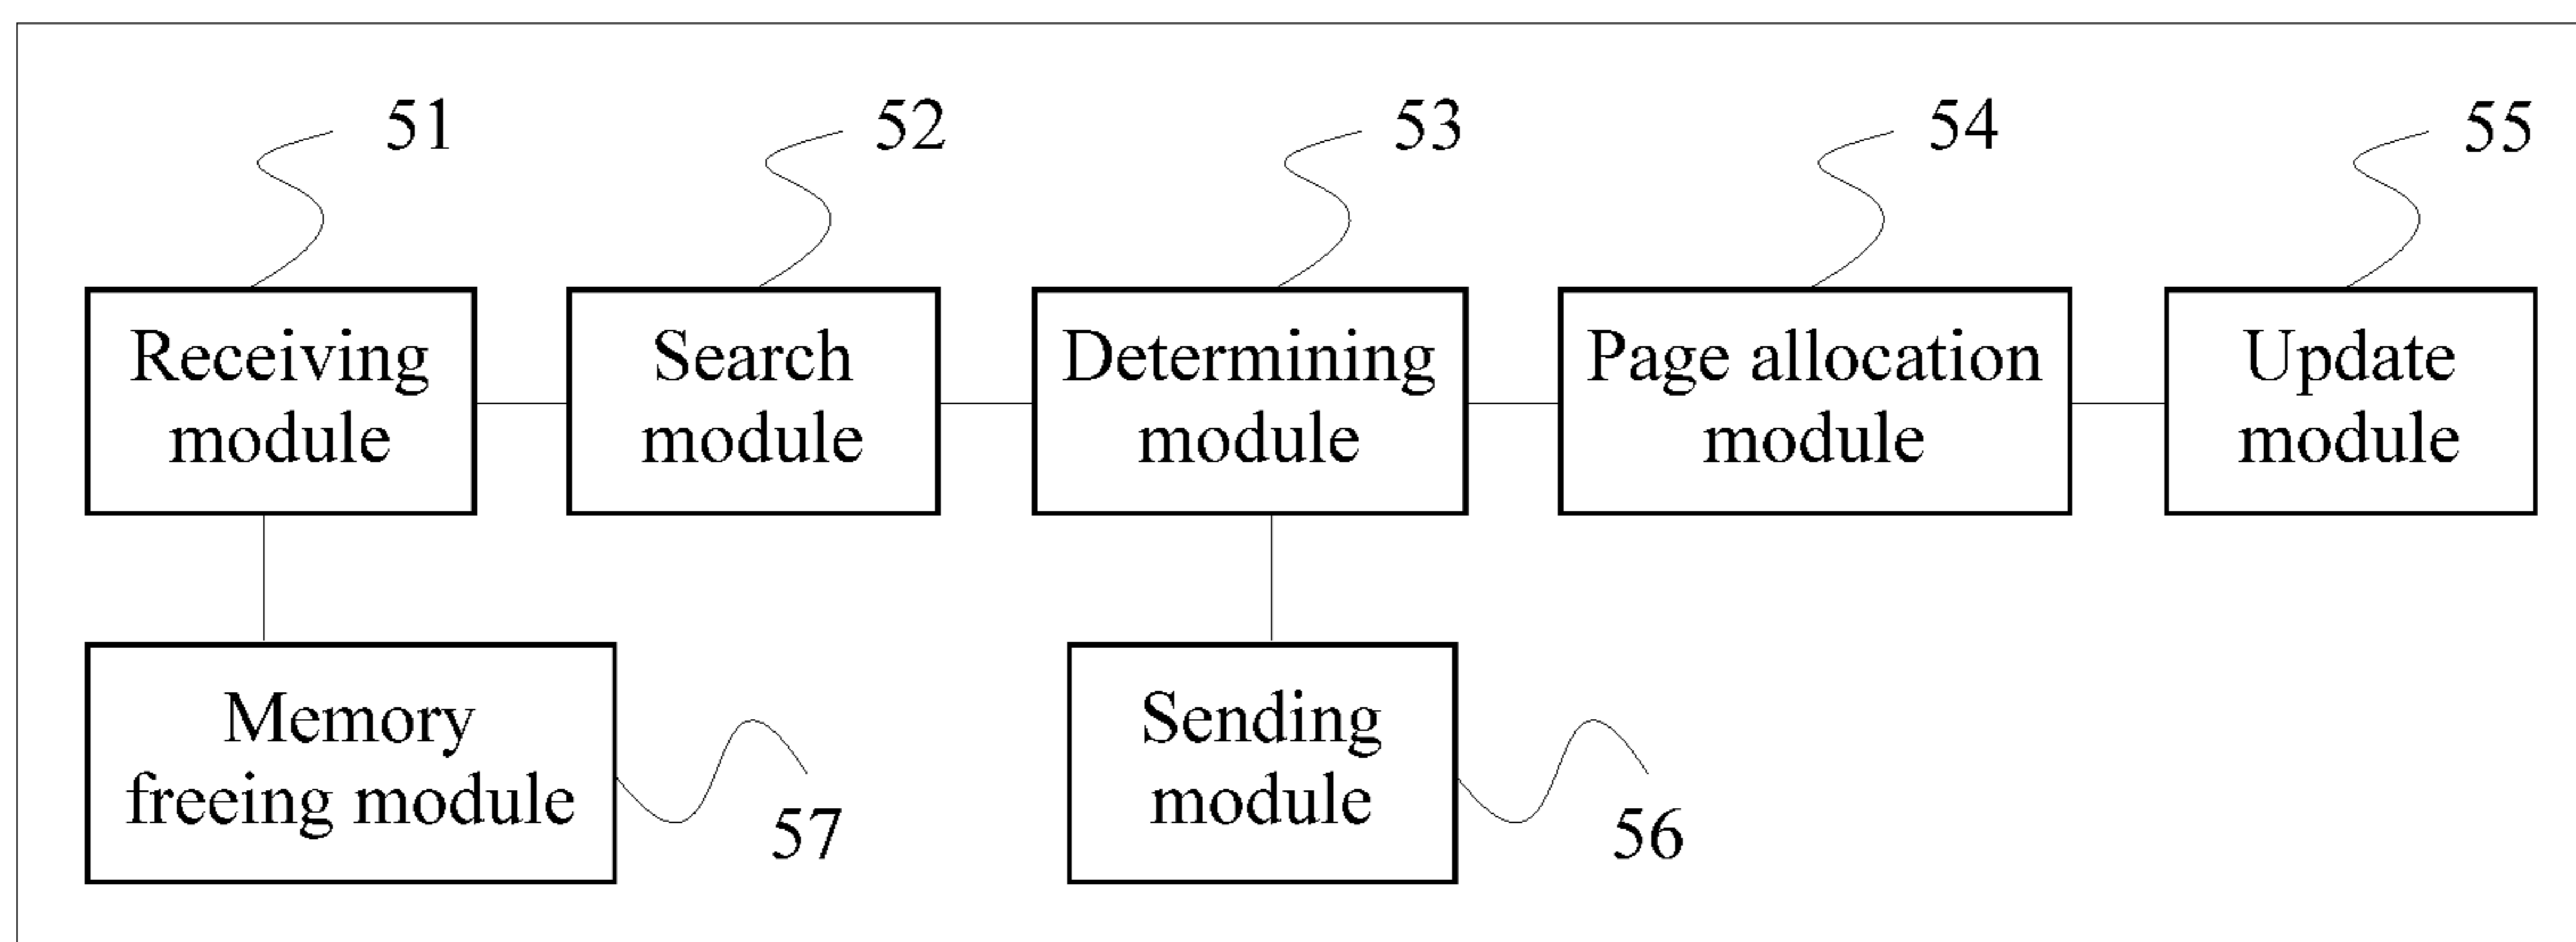 51
52
53
54
55
Receiving
module
Search
module
Determining
module
Page allocation
module
Update
module
Memory
freeing module
57
Sending
module
56